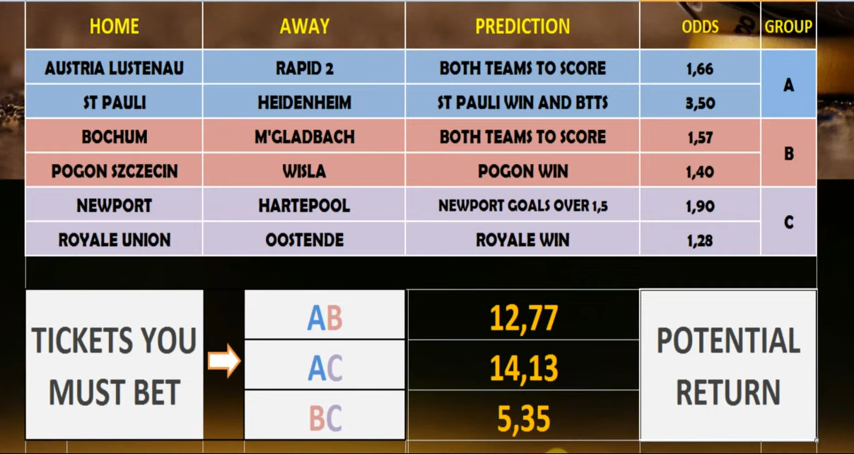 HOME AWAY PREDICTION ODDS GROUP
AUSTRIA LUSTENAU RAPID 2 BOTH TEAMS TO SCORE 1,66 A
ST PAULI HEIDENHEIM ST PAULI WIN AND BTTS 3,50
BOCHUM M'GLADBACH BOTH TEAMS TO SCORE 1,57 B
POGON SZCZECIN WISLA POGON WIN 1,40
NEWPORT HARTEPOOL NEWPORT GOALS OVER 1,5 1,90 C
ROYALE UNION OOSTENDE ROYALE WIN 1,28
TICKETS YOU
MUST BET
AB 12,77
AC 14,13
BC 5,35
POTENTIAL
RETURN